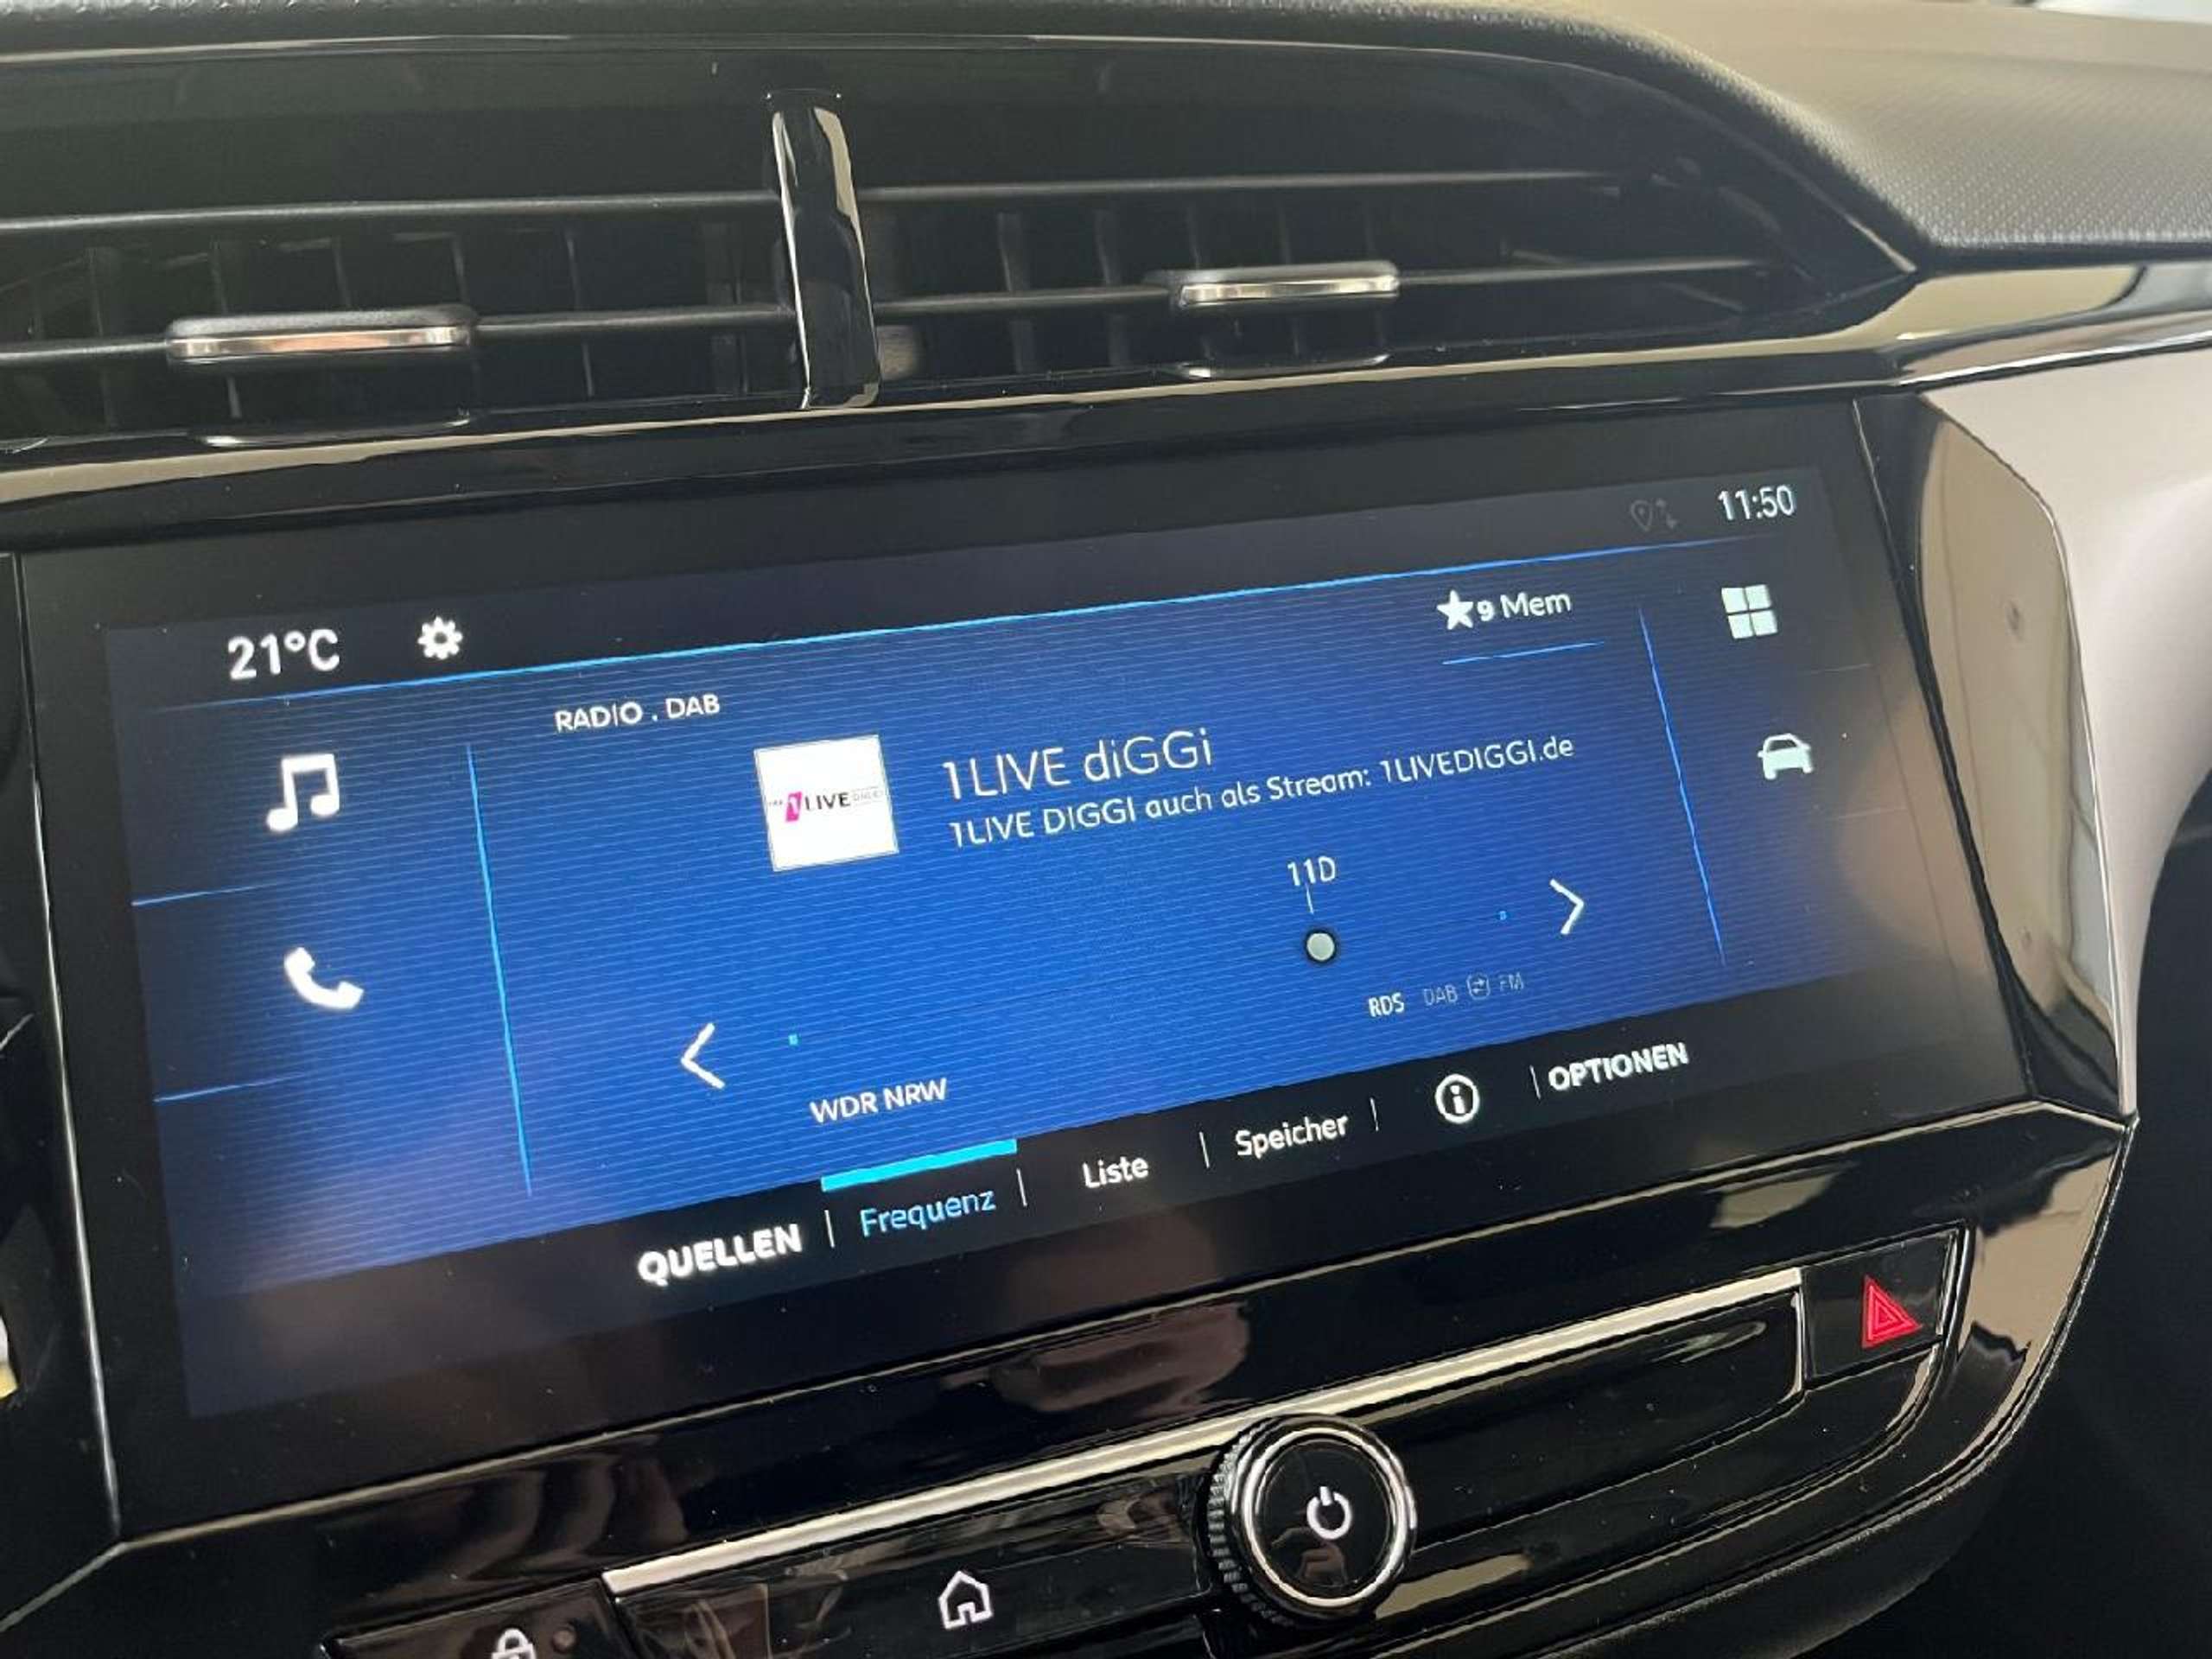 11:50
21°C
9 Mem
RADIO . DAB
1LIVE diGGi
1LIVE DIGGI auch als Stream: 1LIVEDIGGI.de
1LIVE
11D
RDS DAB FM
WDR NRW
QUELLEN | Frequenz | Liste | Speicher | | OPTIONEN